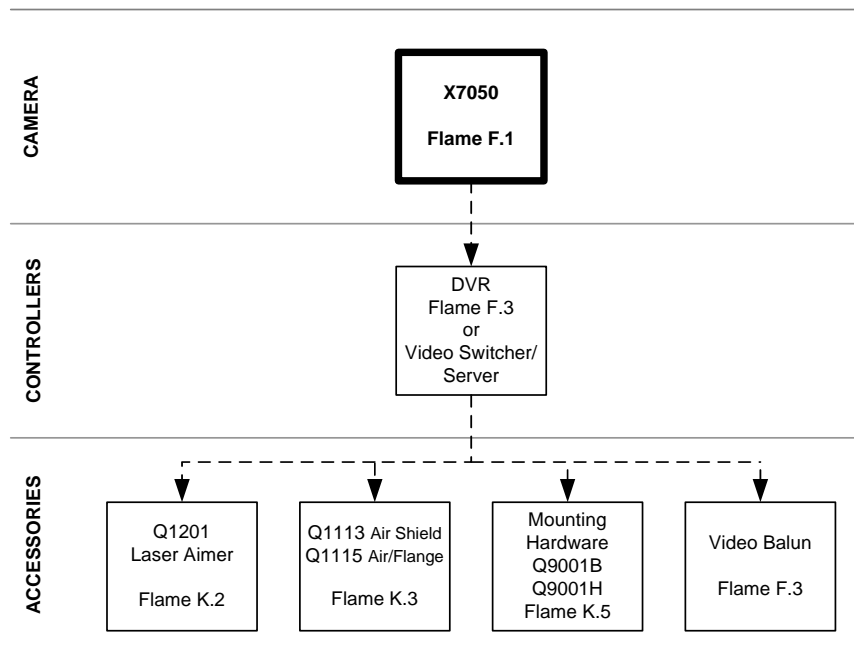 CAMERA
X7050
Flame F.1
CONTROLLERS
DVR
Flame F.3
or
Video Switcher/
Server
ACCESSORIES
Q1201
Laser Aimer
Flame K.2
Q1113 Air Shield
Q1115 Air/Flange
Flame K.3
Mounting
Hardware
Q9001B
Q9001H
Flame K.5
Video Balun
Flame F.3